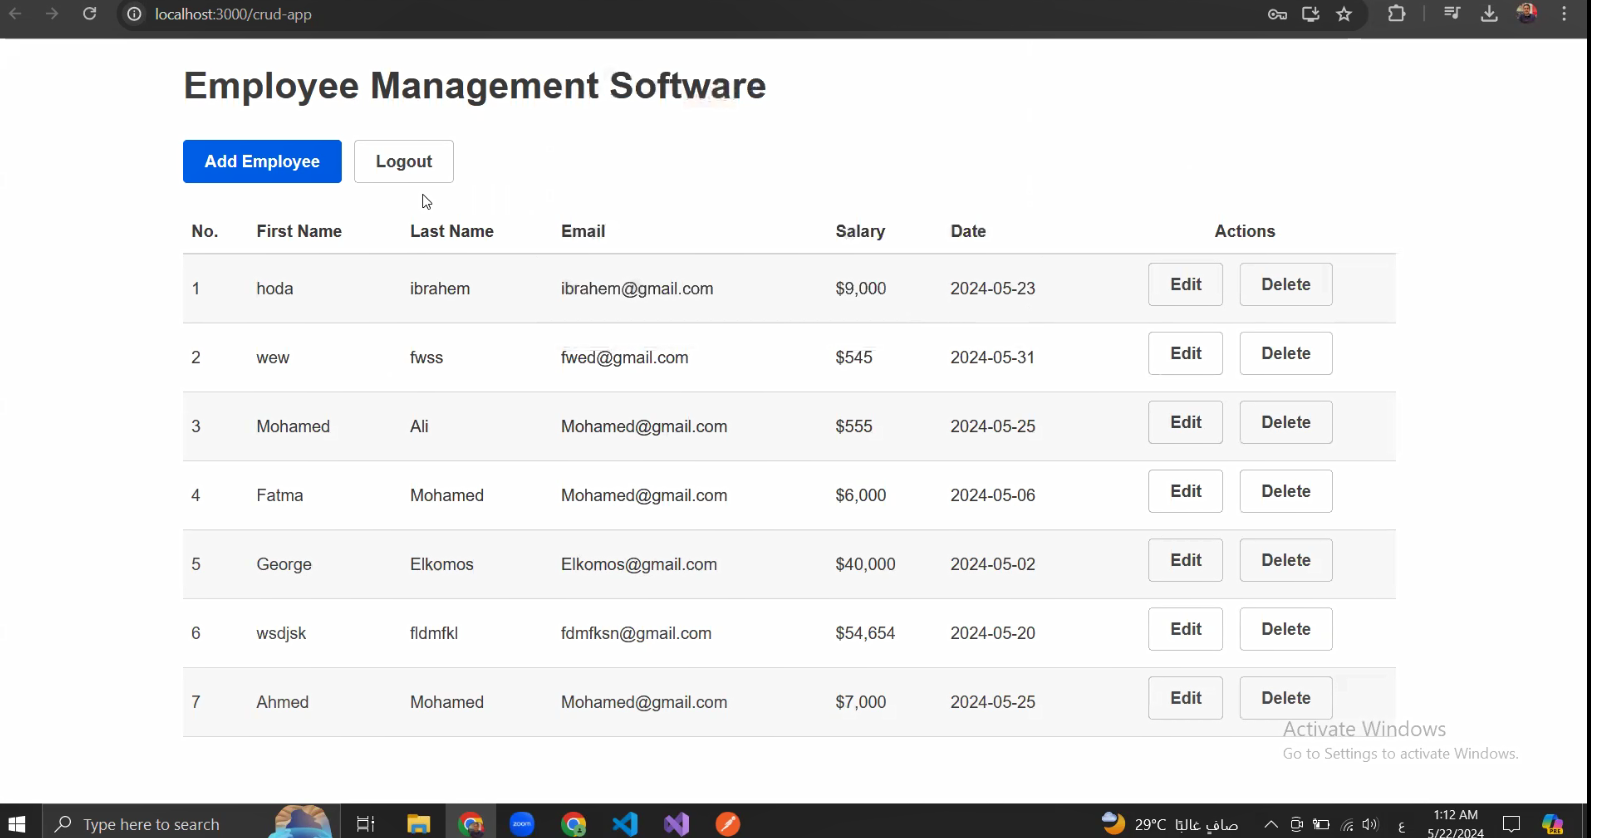 localhost:3000/crud-app
Employee Management Software
Add Employee Logout
No. First Name Last Name Email Salary Date Actions
1 hoda ibrahem ibrahem@gmail.com $9,000 2024-05-23 Edit Delete
2 wew fwss fwed@gmail.com $545 2024-05-31 Edit Delete
3 Mohamed Ali Mohamed@gmail.com $555 2024-05-25 Edit Delete
4 Fatma Mohamed Mohamed@gmail.com $6,000 2024-05-06 Edit Delete
5 George Elkomos Elkomos@gmail.com $40,000 2024-05-02 Edit Delete
6 wsdjsk fldmfkl fdmfksn@gmail.com $54,654 2024-05-20 Edit Delete
7 Ahmed Mohamed Mohamed@gmail.com $7,000 2024-05-25 Edit Delete
Activate Windows
Go to Settings to activate Windows.
Type here to search zoom 29°C صافٍ غالبًا ع 1:12 AM
5/22/2024
PRE